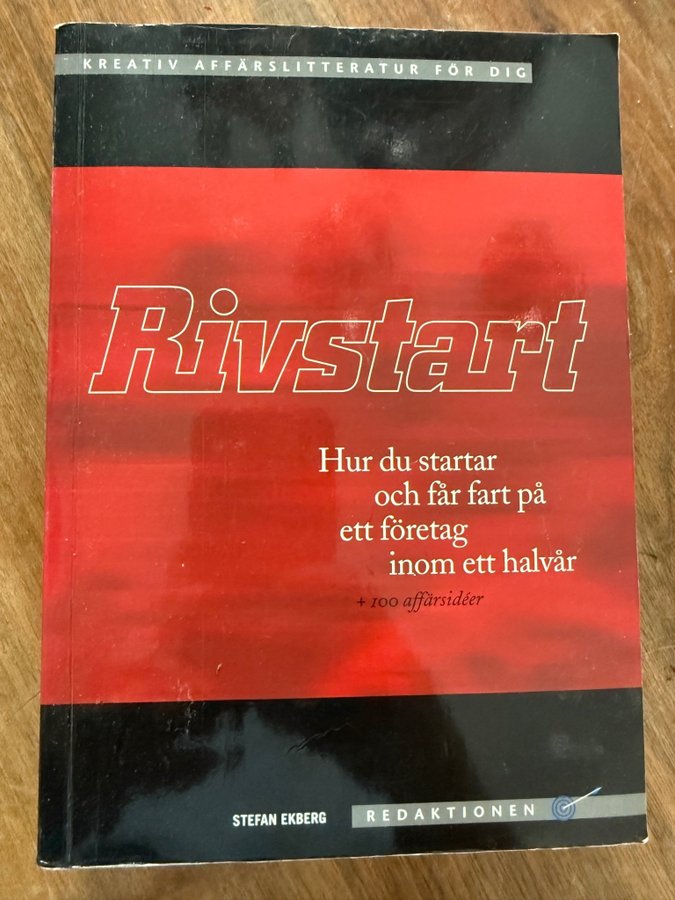 KREATIV AFFÄRSLITTERATUR FÖR DIG
Rivstart
Hur du startar
och får fart på
ett företag
inom ett halvår
+ 100 affärsidéer
STEFAN EKBERG
REDAKTIONEN